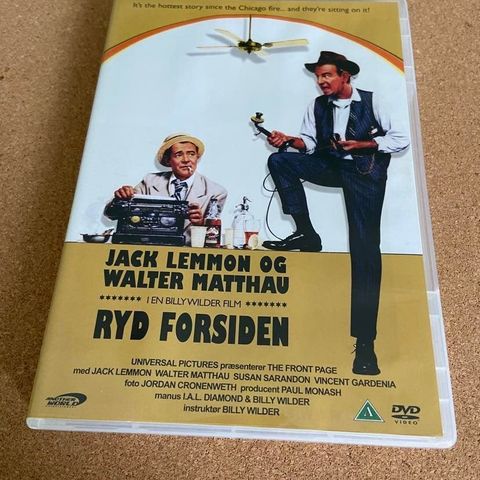 It's the hottest story since the Chicago fire... and they're sitting on it!
JACK LEMMON OG
WALTER MATTHAU
******* I EN BILLY WILDER FILM *******
RYD FORSIDEN
UNIVERSAL PICTURES præsenterer THE FRONT PAGE
med JACK LEMMON WALTER MATTHAU SUSAN SARANDON VINCENT GARDENIA
foto JORDAN CRONENWETH producent PAUL MONASH
manus I.A.L. DIAMOND & BILLY WILDER
instruktør BILLY WILDER
ANOTHER WORLD
A
DVD
VIDEO